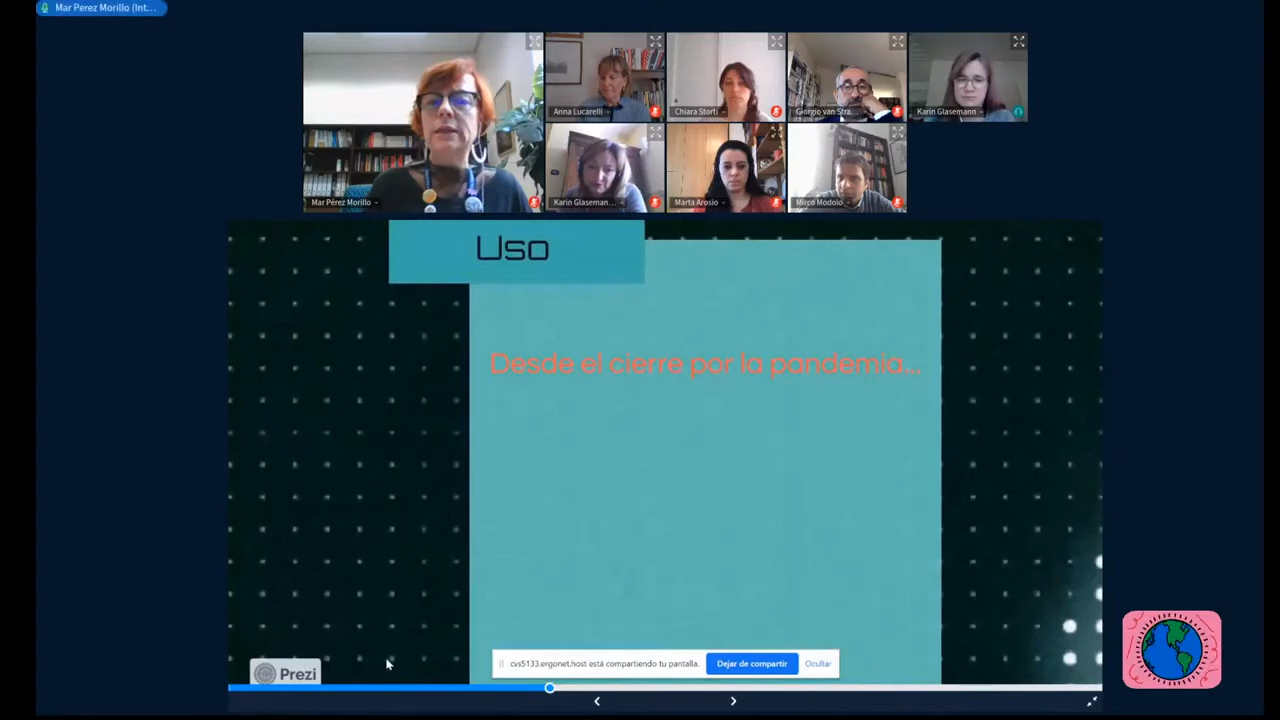 Mar Perez Morillo (Int...
Anna Lucarelli
Chiara Storti
Giorgio van Stra...
Karin Glasemann
Mar Pérez Morillo
Karin Glaseman...
Marta Arosio
Mirco Modolo
Uso
Desde el cierre por la pandemia...
cvs5133.ergonet.host está compartiendo tu pantalla.
Dejar de compartir
Ocultar
Prezi